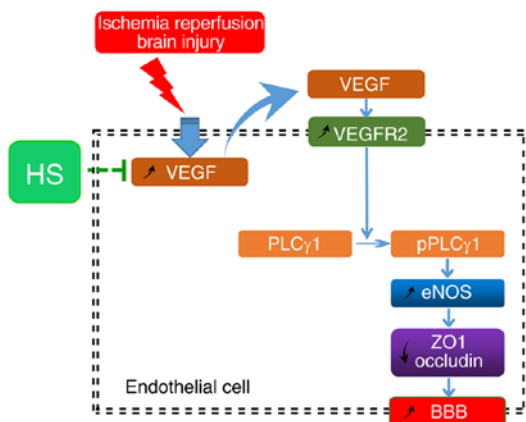 Ischemia reperfusion
brain injury
VEGF
VEGFR2
HS
VEGF
PLCγ1
pPLCγ1
eNOS
ZO1
occludin
Endothelial cell
BBB